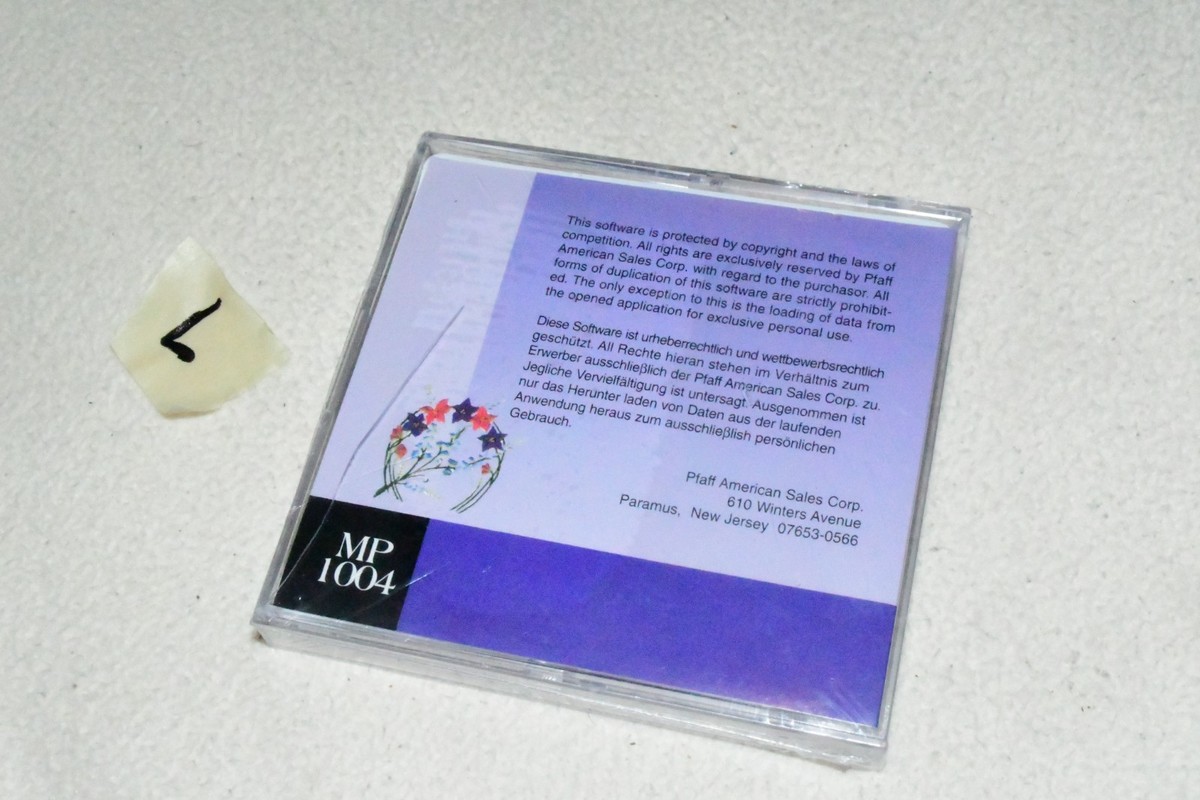 This software is protected by copyright and the laws of
competition. All rights are exclusively reserved by Pfaff
American Sales Corp. with regard to the purchasor. All
forms of duplication of this software are strictly prohibit-
ed. The only exception to this is the loading of data from
the opened application for exclusive personal use.
Diese Software ist urheberrechtlich und wettbewerbsrechtlich
geschützt. All Rechte hieran stehen im Verhältnis zum
Erwerber ausschließlich der Pfaff American Sales Corp. zu.
Jegliche Vervielfältigung ist untersagt. Ausgenommen ist
nur das Herunter laden von Daten aus der laufenden
Anwendung heraus zum ausschließlish persönlichen
Gebrauch.
Pfaff American Sales Corp.
610 Winters Avenue
Paramus, New Jersey 07653-0566
MP
1004